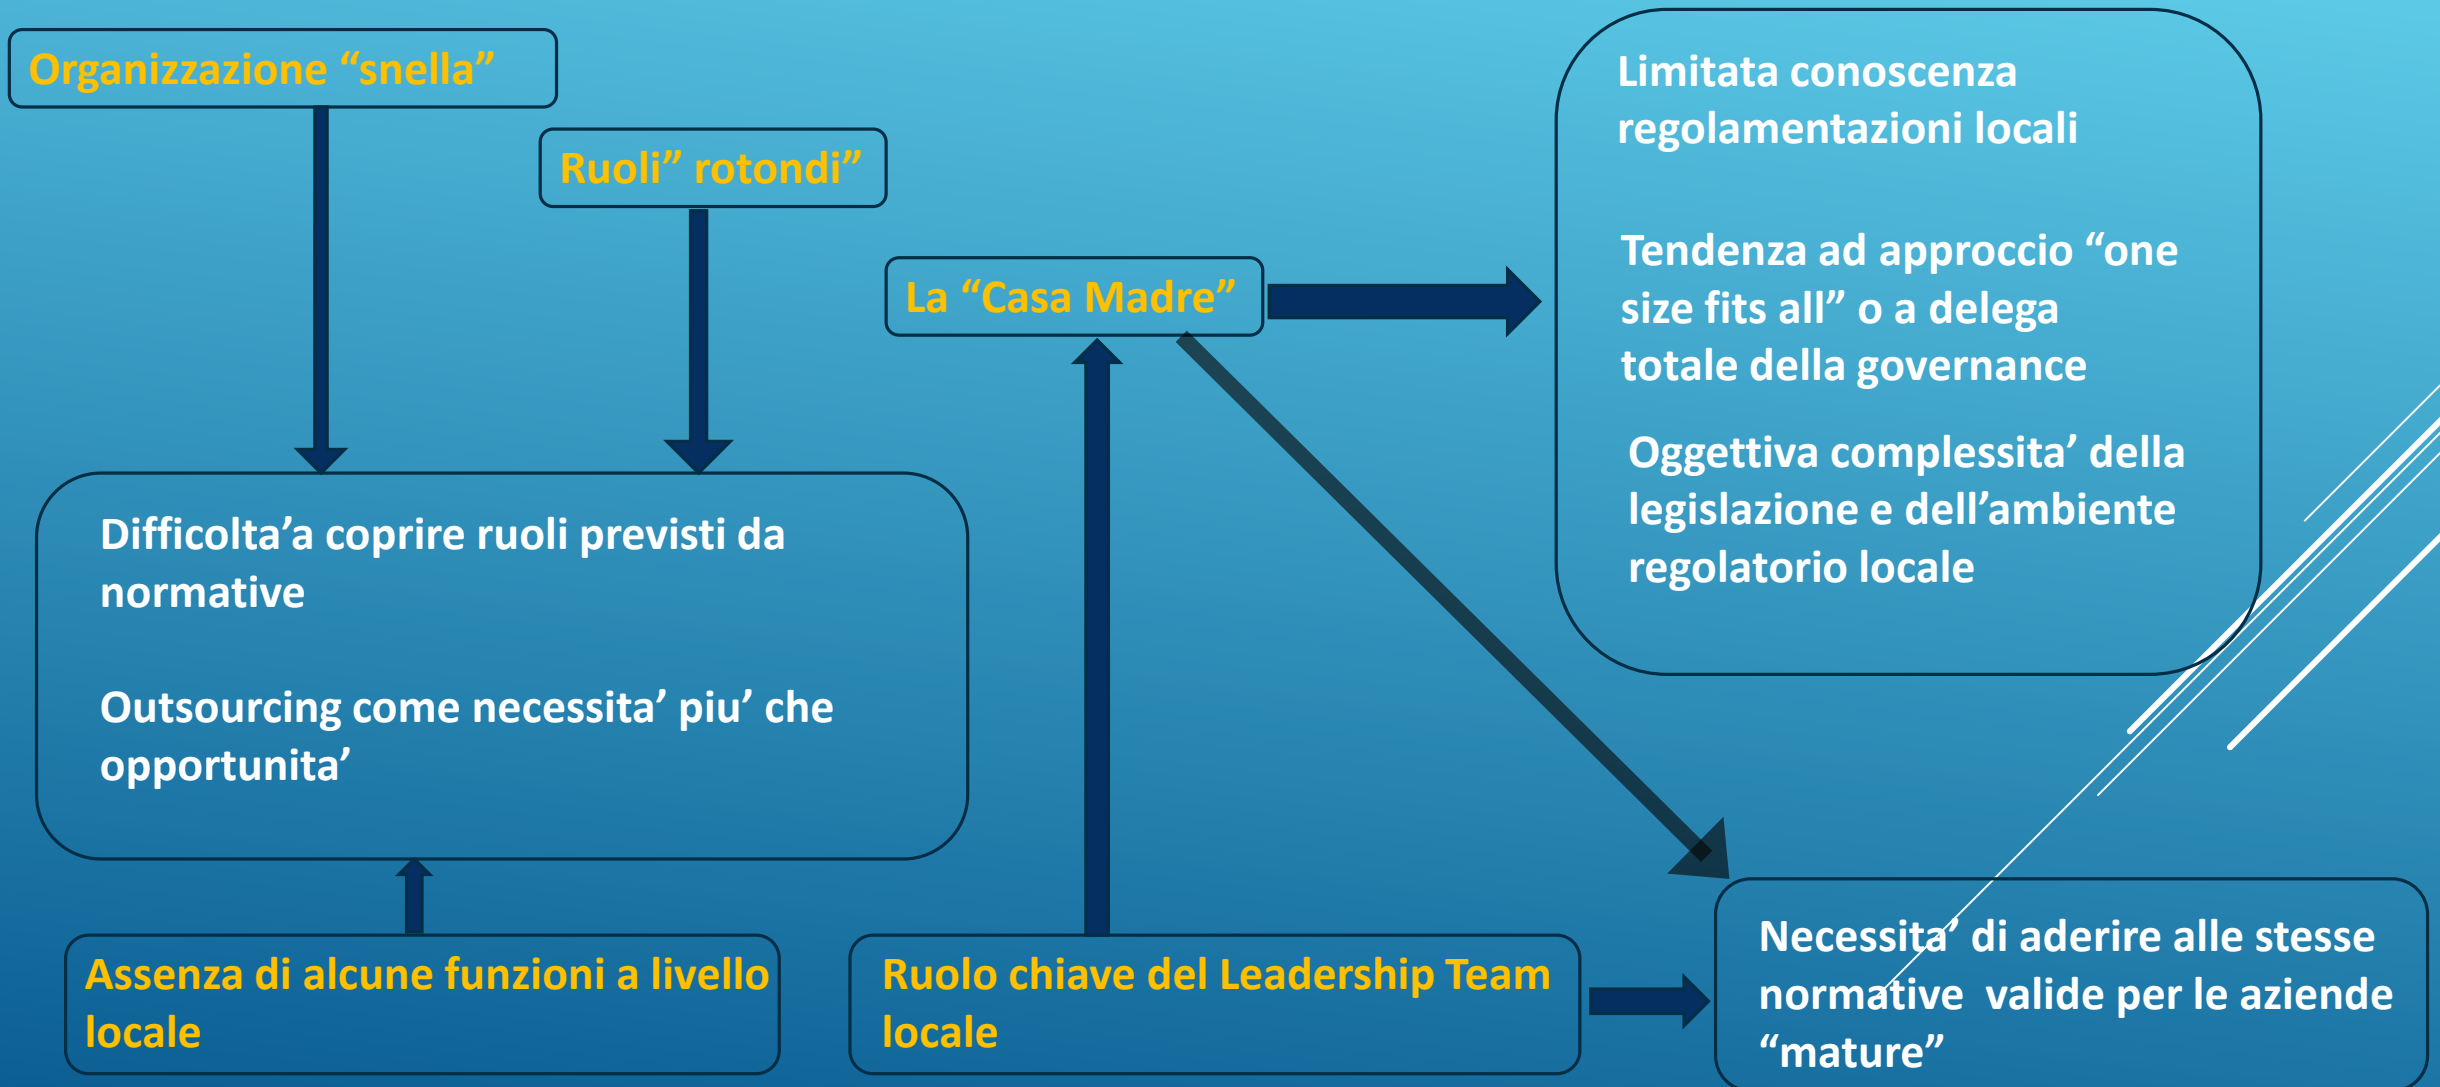 Organizzazione “snella”
Ruoli” rotondi”
La “Casa Madre”
Limitata conoscenza
regolamentazioni locali
Tendenza ad approccio “one
size fits all” o a delega
totale della governance
Oggettiva complessita’ della
legislazione e dell’ambiente
regolatorio locale
Difficolta’a coprire ruoli previsti da
normative
Outsourcing come necessita’ piu’ che
opportunita’
Assenza di alcune funzioni a livello
locale
Ruolo chiave del Leadership Team
locale
Necessita’ di aderire alle stesse
normative  valide per le aziende
“mature”